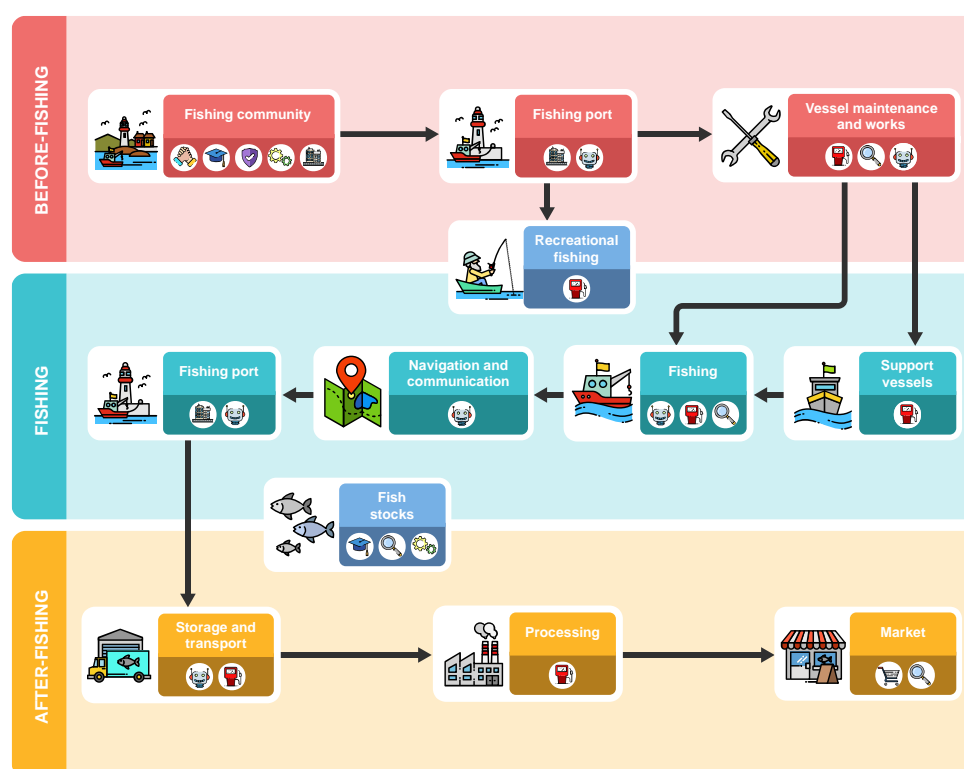 BEFORE-FISHING
Fishing community
Fishing port
Vessel maintenance
and works
Recreational
fishing
FISHING
Fishing port
Navigation and
communication
Fishing
Support
vessels
Fish
stocks
AFTER-FISHING
Storage and
transport
Processing
Market